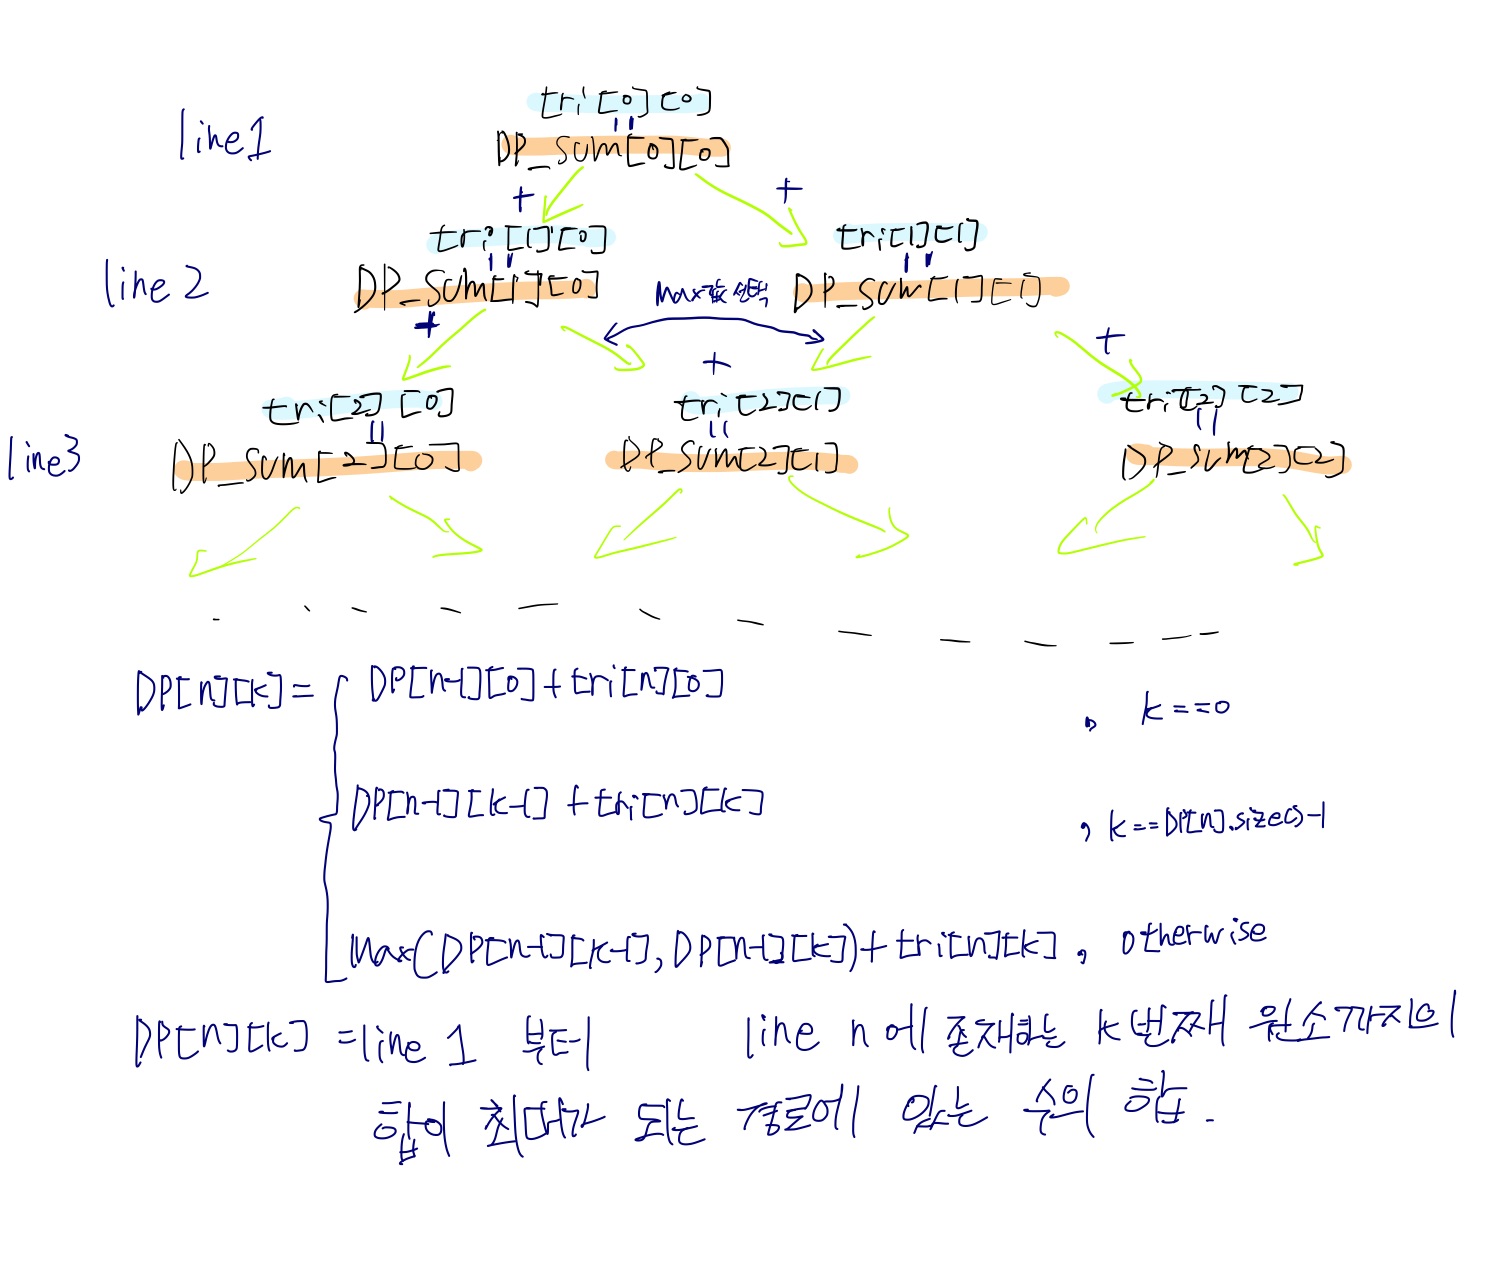 tri[0][0]
line1
||
DP_sum[0][0]
+ +
tri[1][0] tri[1][1]
|| ||
line 2 DP_sum[1][0] Max값 선택 DP_sum[1][1]
+ + +
tri[2][0] tri[2][1] tri[2][2]
|| || ||
line3 DP_sum[2][0] DP_sum[2][1] DP_sum[2][2]
DP[n][k] = DP[n-1][0]+tri[n][0] , k==0
DP[n-1][k-1] +tri[n][k] , k==DP[n].size()-1
Max(DP[n-1][k-1],DP[n-1][k])+tri[n][k] , otherwise
DP[n][k] =line 1 부터 line n에 존재하는 k번째 원소까지의
합이 최대가 되는 경로에 있는 수의 합.